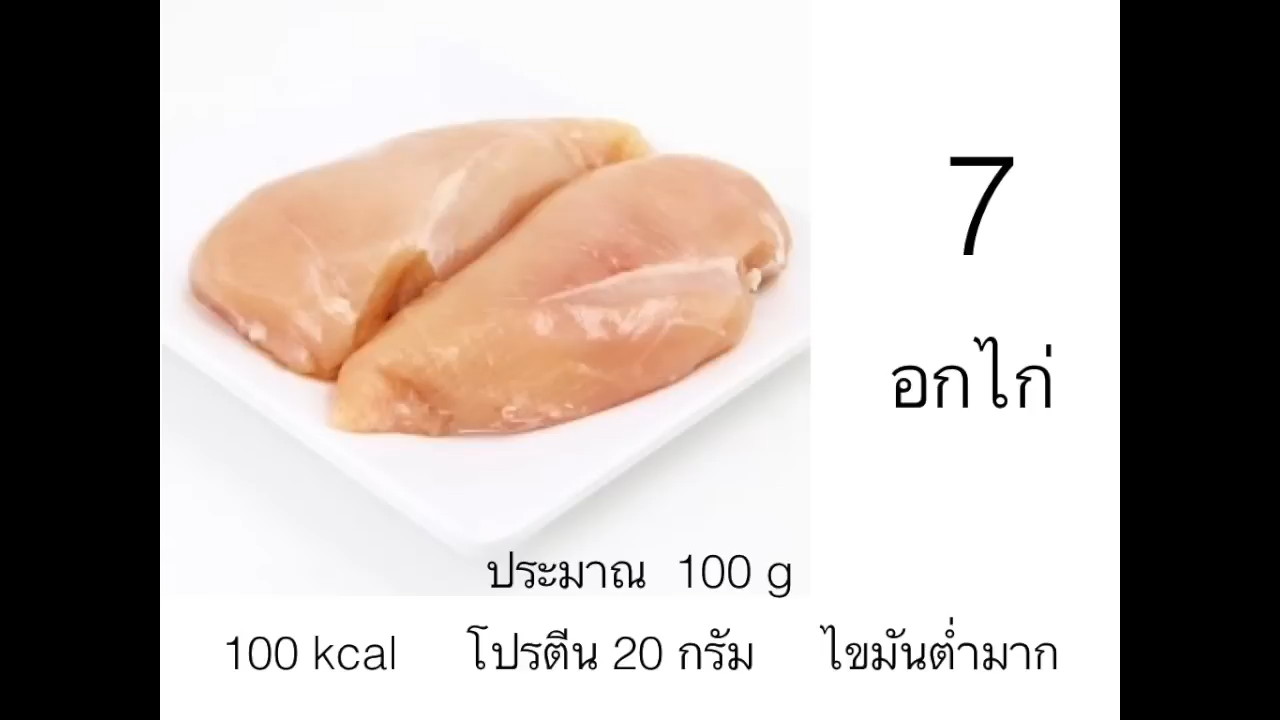 7
อกไก่
ประมาณ 100 g
100 kcal โปรตีน 20 กรัม ไขมันต่ำมาก